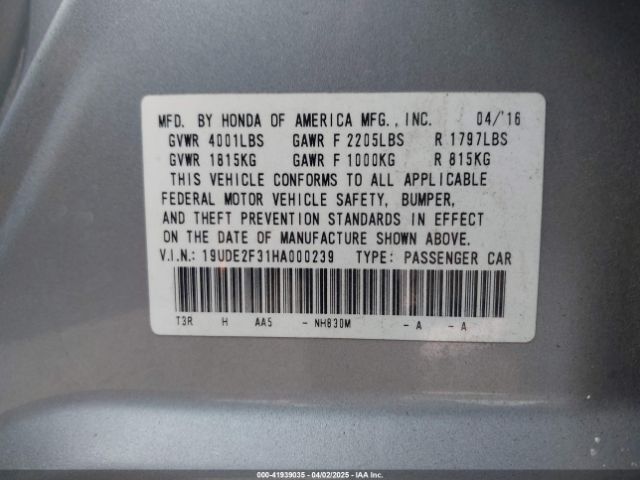 MFD. BY HONDA OF AMERICA MFG., INC. 04/'16
GVWR 4001LBS GAWR F 2205LBS R 1797LBS
GVWR 1815KG GAWR F 1000KG R 815KG
THIS VEHICLE CONFORMS TO ALL APPLICABLE
FEDERAL MOTOR VEHICLE SAFETY, BUMPER,
AND THEFT PREVENTION STANDARDS IN EFFECT
ON THE DATE OF MANUFACTURE SHOWN ABOVE.
V.I.N.: 19UDE2F31HA000239 TYPE: PASSENGER CAR
T3R H AA5 - NH830M - A - A
000-41939035 - 04/02/2025 - IAA Inc.